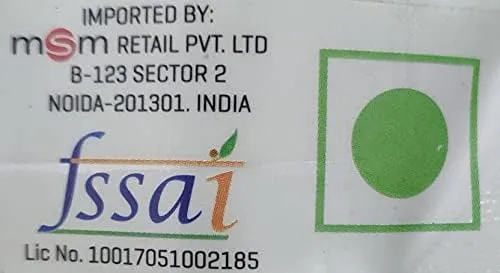 IMPORTED BY:
msm RETAIL PVT. LTD
B-123 SECTOR 2
NOIDA-201301. INDIA
fssai
Lic No. 10017051002185